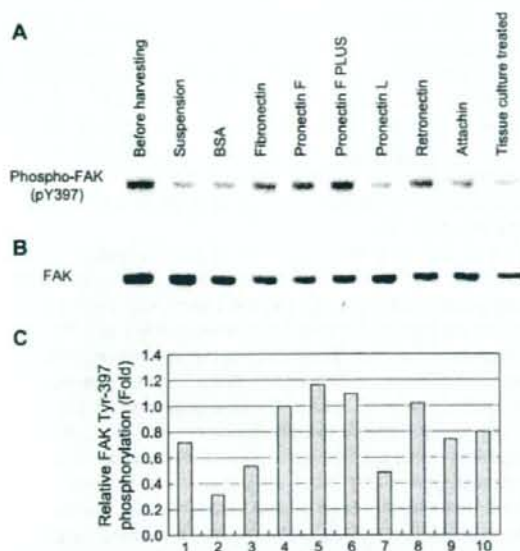 A
Before harvesting
Suspension
BSA
Fibronectin
Pronectin F
Pronectin F PLUS
Pronectin L
Retronectin
Attachin
Tissue culture treated
Phospho-FAK
(pY397)
B
FAK
C
Relative FAK Tyr-397
phosphorylation (Fold)
1.4
1.2
1.0
0.8
0.6
0.4
0.2
0.0
1 2 3 4 5 6 7 8 9 10